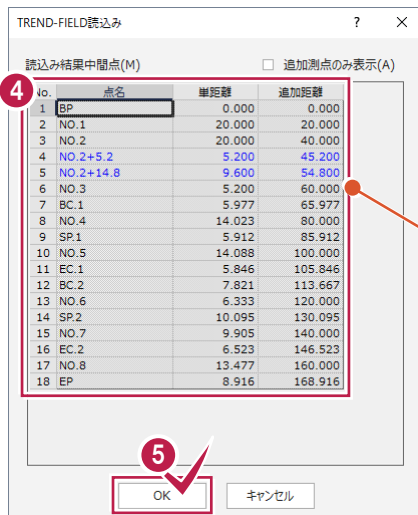 TREND-FIELD読込み ? ×
読込み結果中間点(M) 追加測点のみ表示(A)
4
No. 点名 単距離 追加距離
1 BP 0.000 0.000
2 NO.1 20.000 20.000
3 NO.2 20.000 40.000
4 NO.2+5.2 5.200 45.200
5 NO.2+14.8 9.600 54.800
6 NO.3 5.200 60.000
7 BC.1 5.977 65.977
8 NO.4 14.023 80.000
9 SP.1 5.912 85.912
10 NO.5 14.088 100.000
11 EC.1 5.846 105.846
12 BC.2 7.821 113.667
13 NO.6 6.333 120.000
14 SP.2 10.095 130.095
15 NO.7 9.905 140.000
16 EC.2 6.523 146.523
17 NO.8 13.477 160.000
18 EP 8.916 168.916
5
OK キャンセル